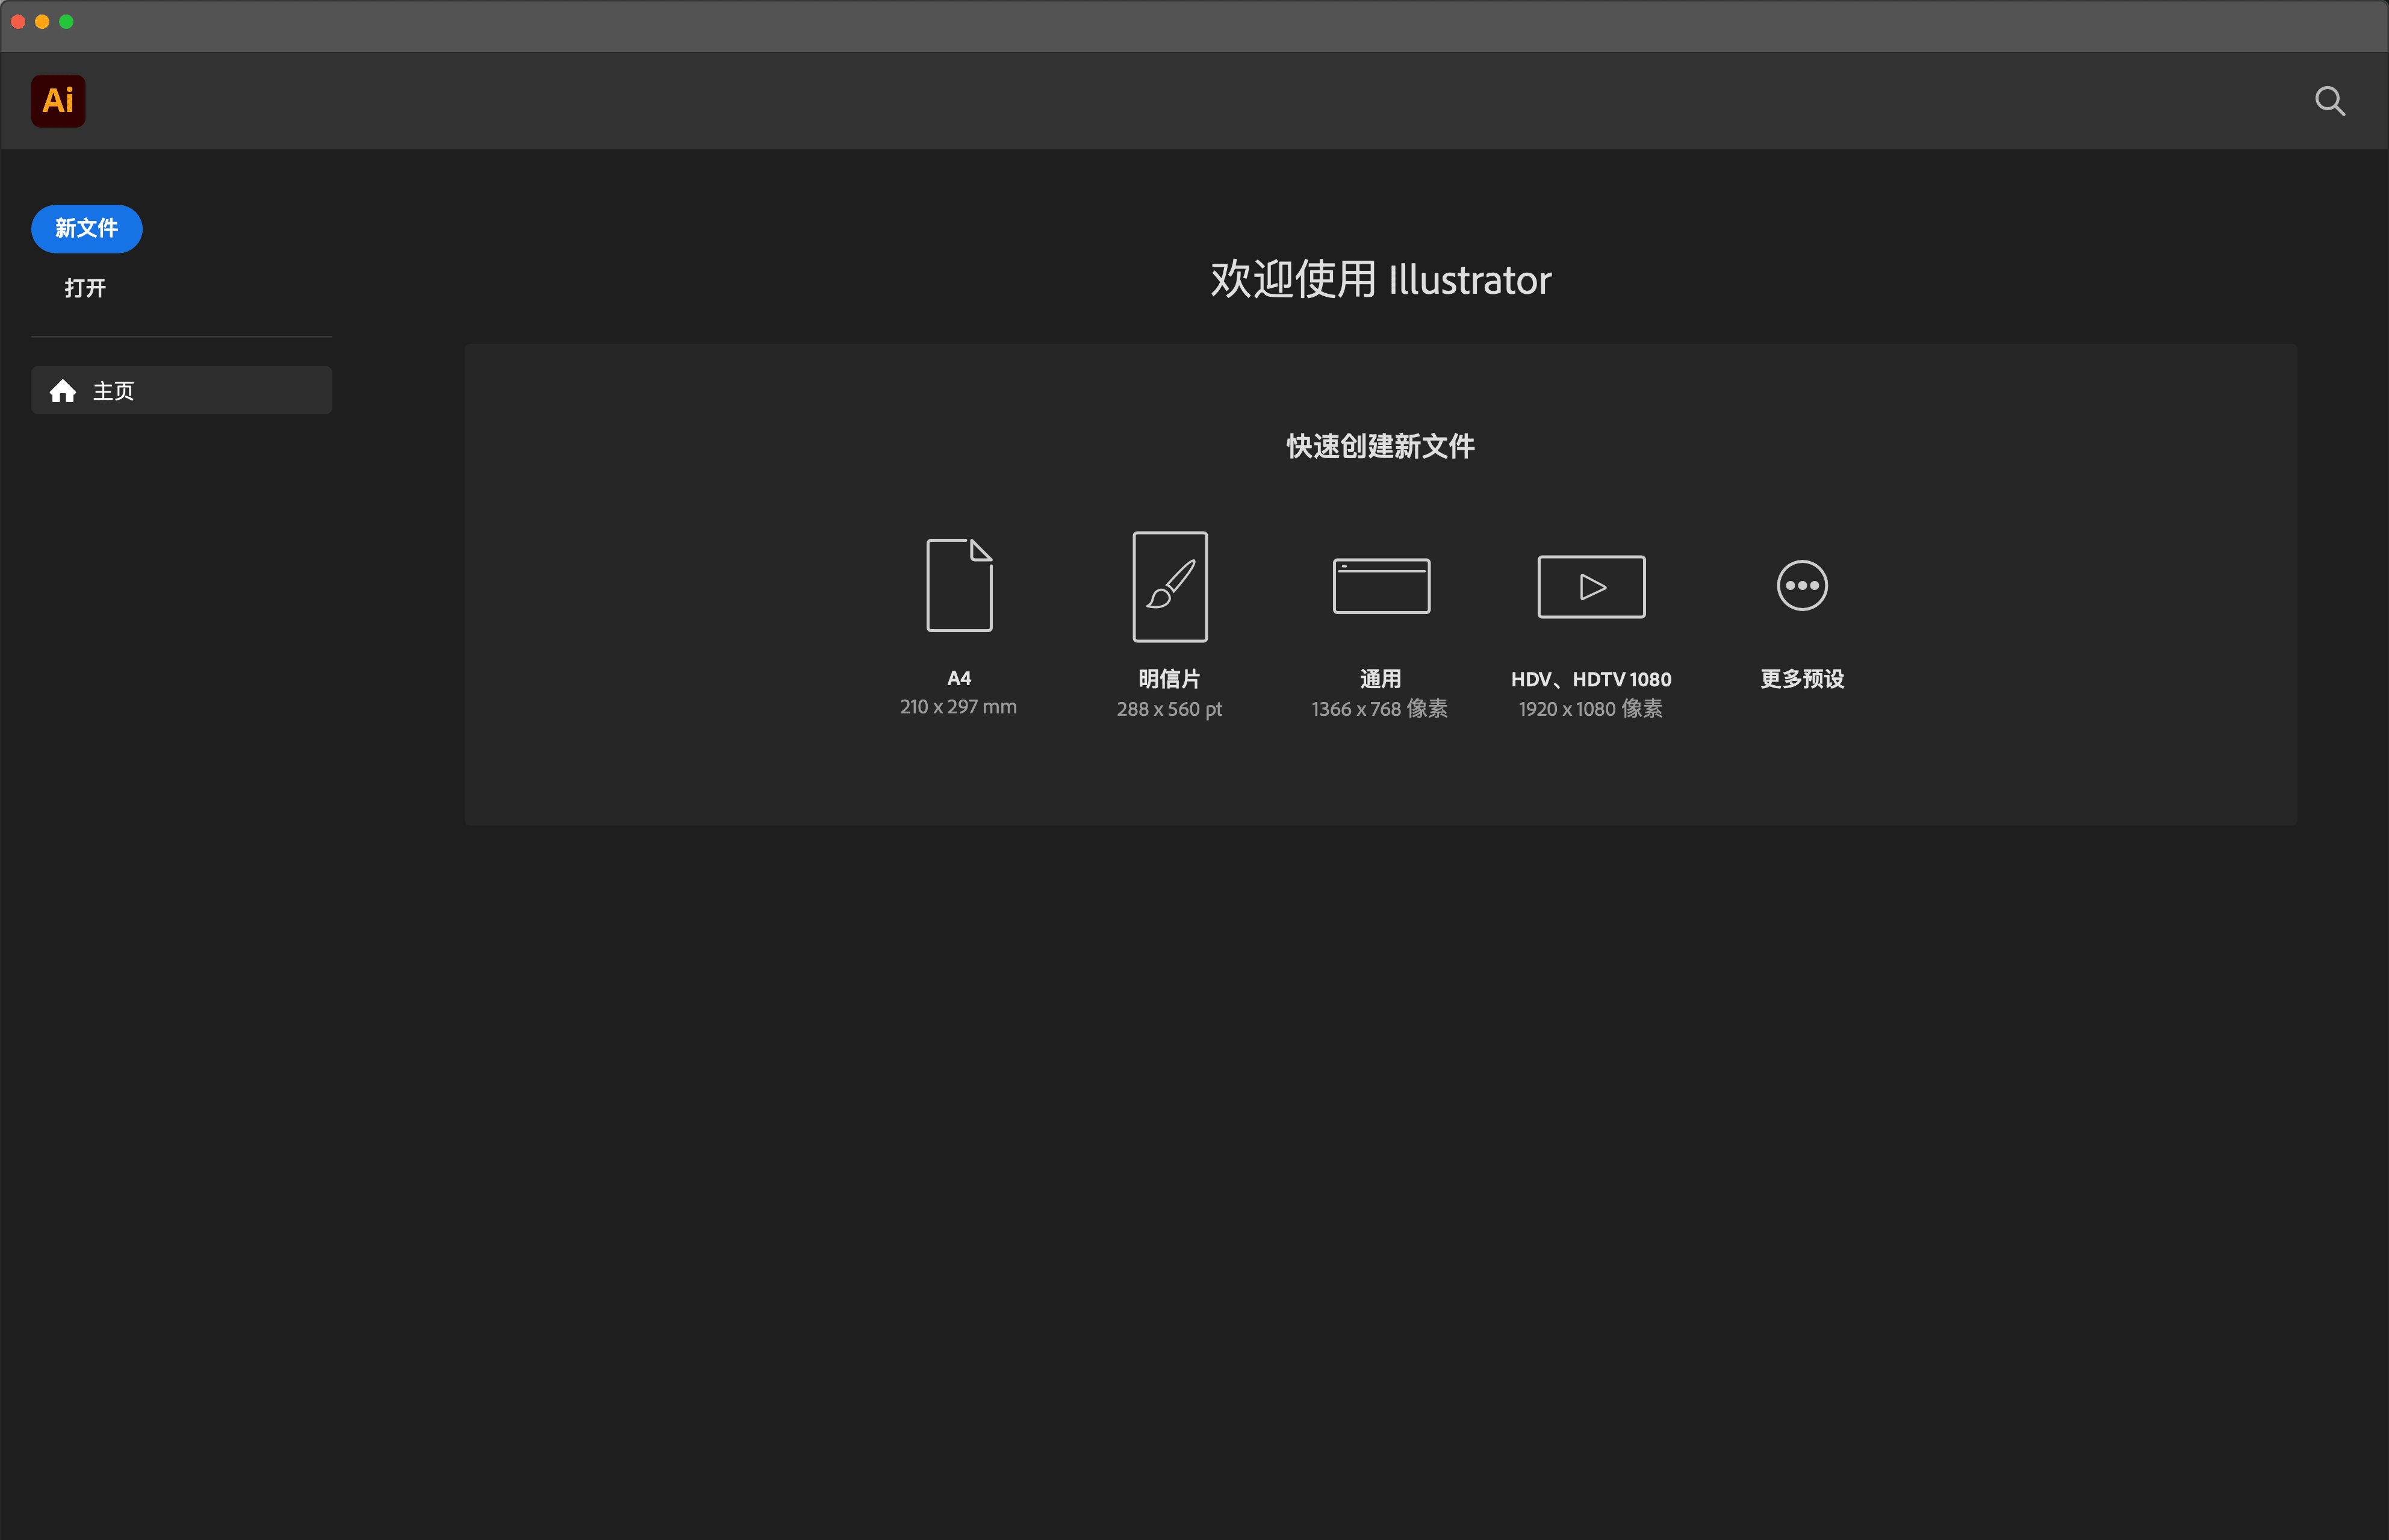 Ai
新文件
打开
主页
欢迎使用 Illustrator
快速创建新文件
A4
210 x 297 mm
明信片
288 x 560 pt
通用
1366 x 768 像素
HDV、HDTV 1080
1920 x 1080 像素
更多预设